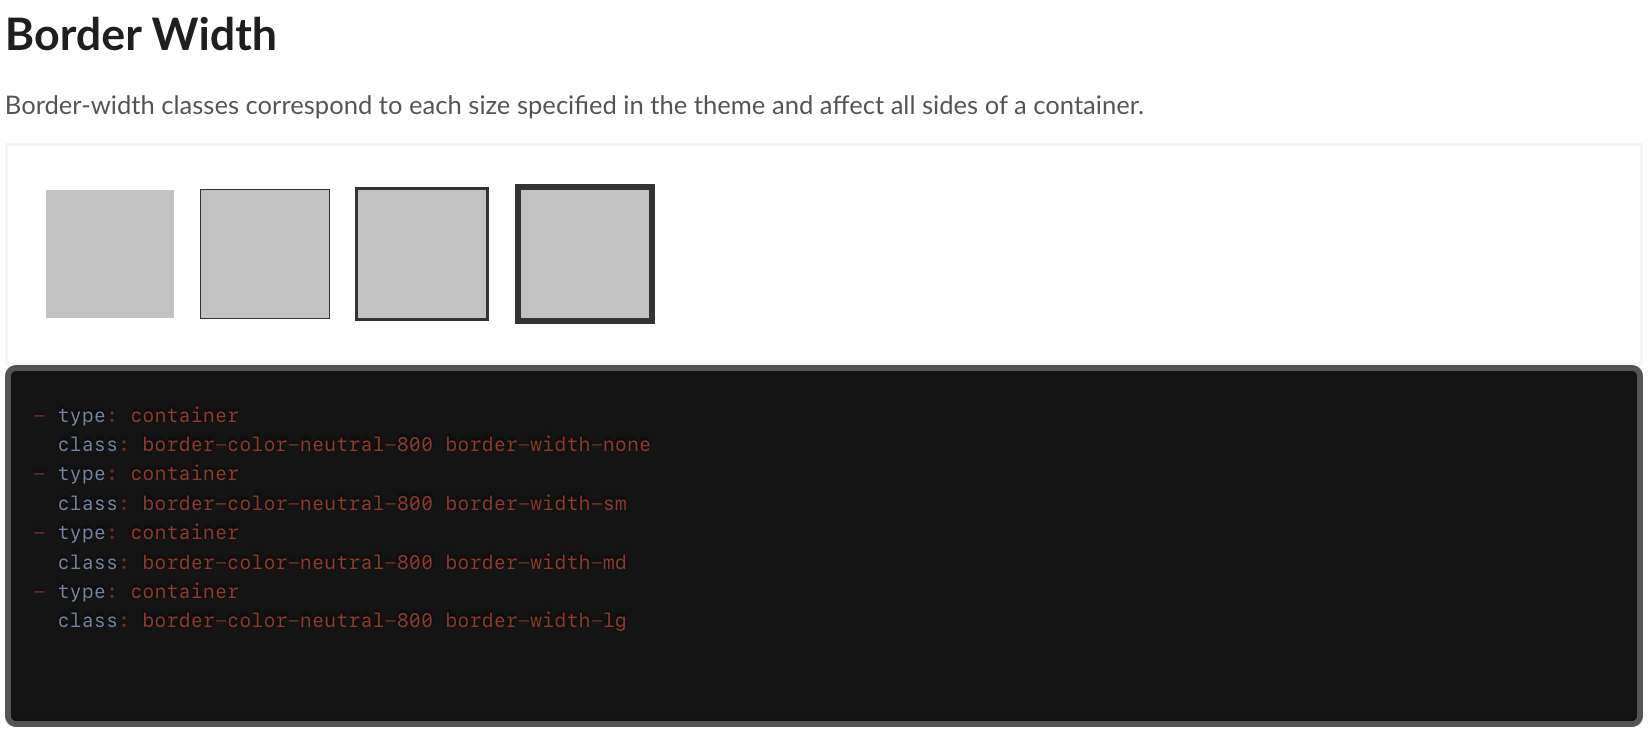 Border Width
Border-width classes correspond to each size specified in the theme and affect all sides of a container.
- type: container
  class: border-color-neutral-800 border-width-none
- type: container
  class: border-color-neutral-800 border-width-sm
- type: container
  class: border-color-neutral-800 border-width-md
- type: container
  class: border-color-neutral-800 border-width-lg